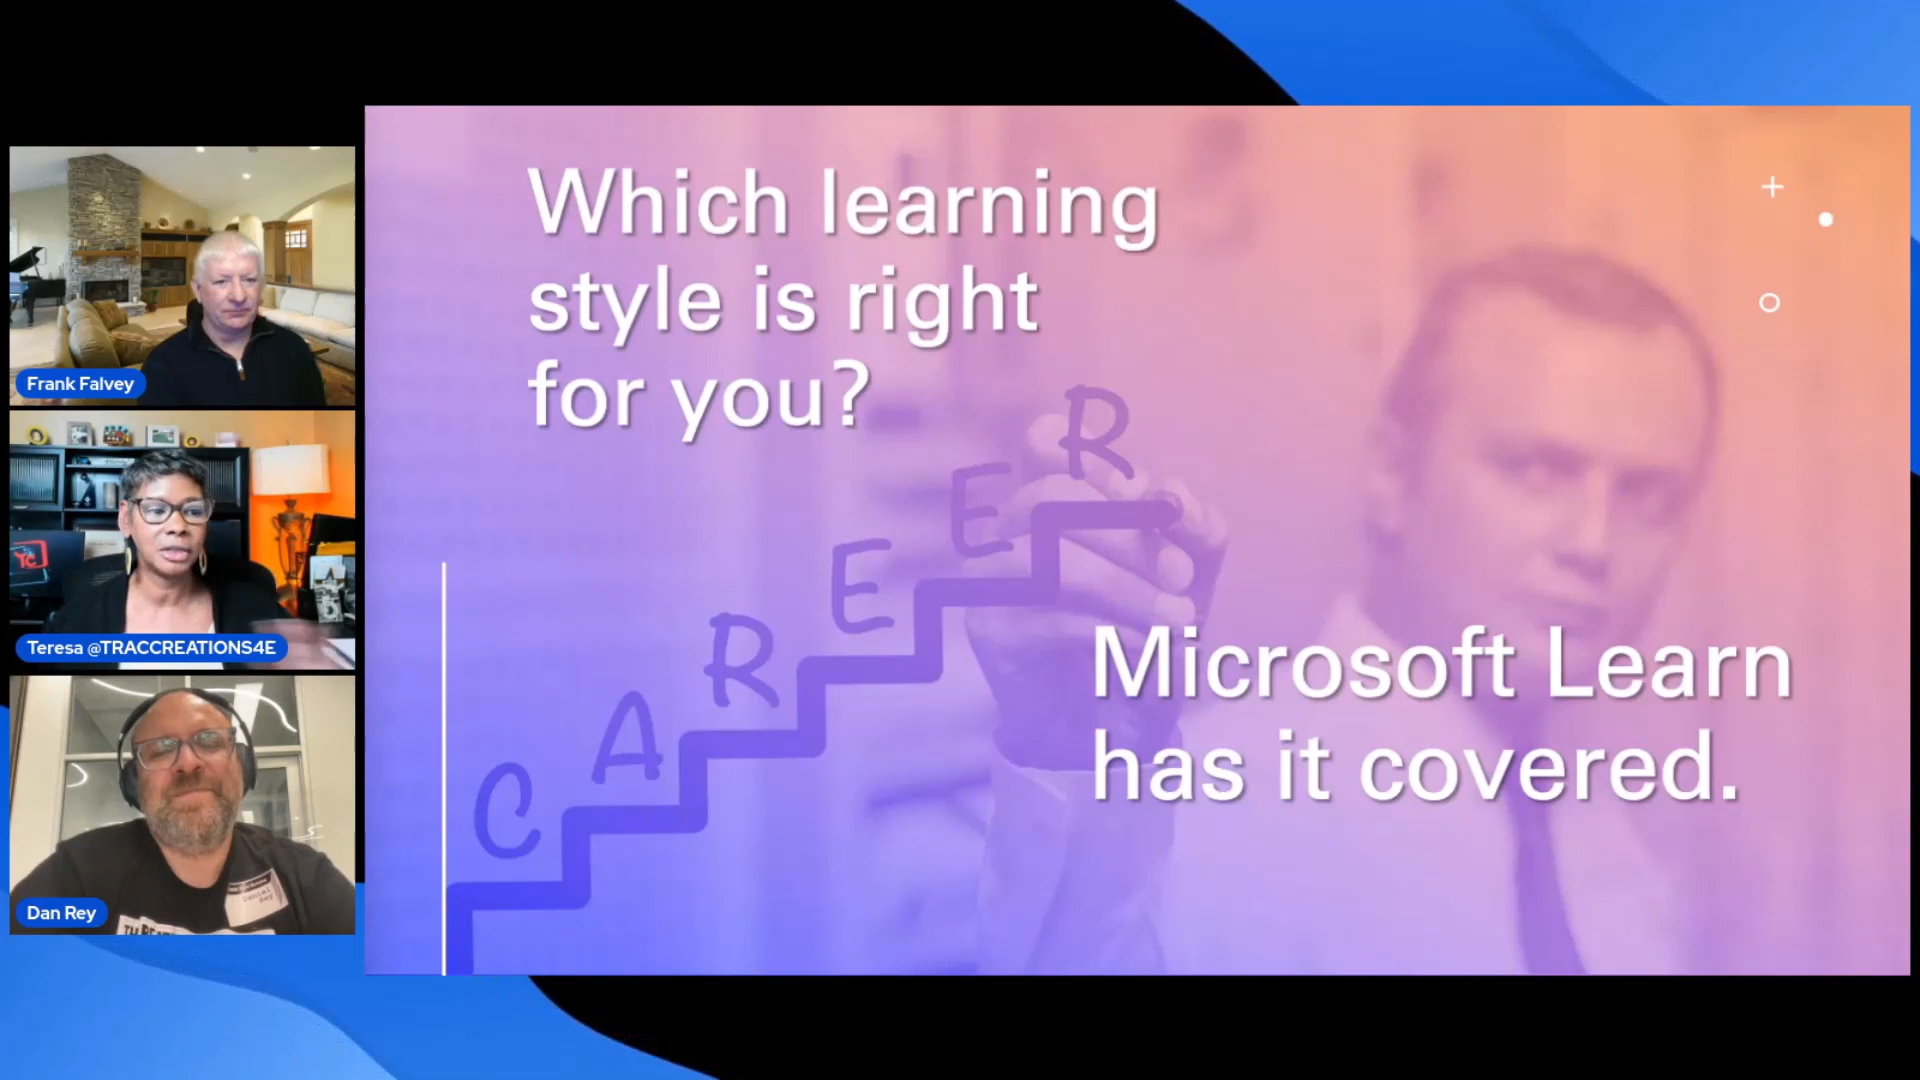 Which learning
style is right
for you?
CAREER
Microsoft Learn
has it covered.
Frank Falvey
TC
Teresa @TRACCREATIONS4E
Dan Rey